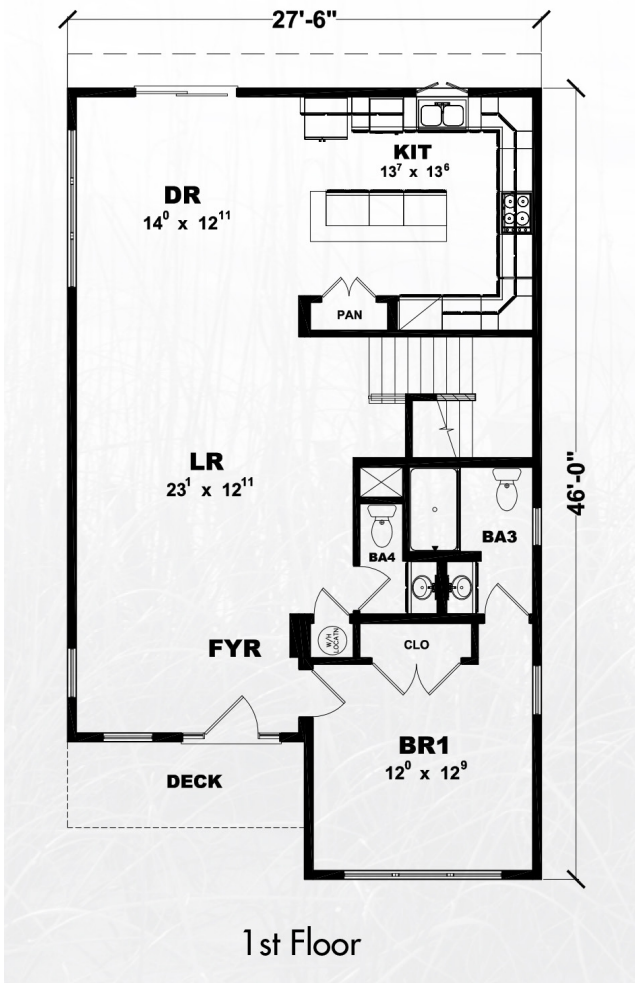 27'-6"
KIT
13⁷ x 13⁶
DR
14⁰ x 12¹¹
PAN
LR
23¹ x 12¹¹
46'-0"
BA3
BA4
W/H
LOCATN
FYR
CLO
BR1
12⁰ x 12⁹
DECK
1st Floor